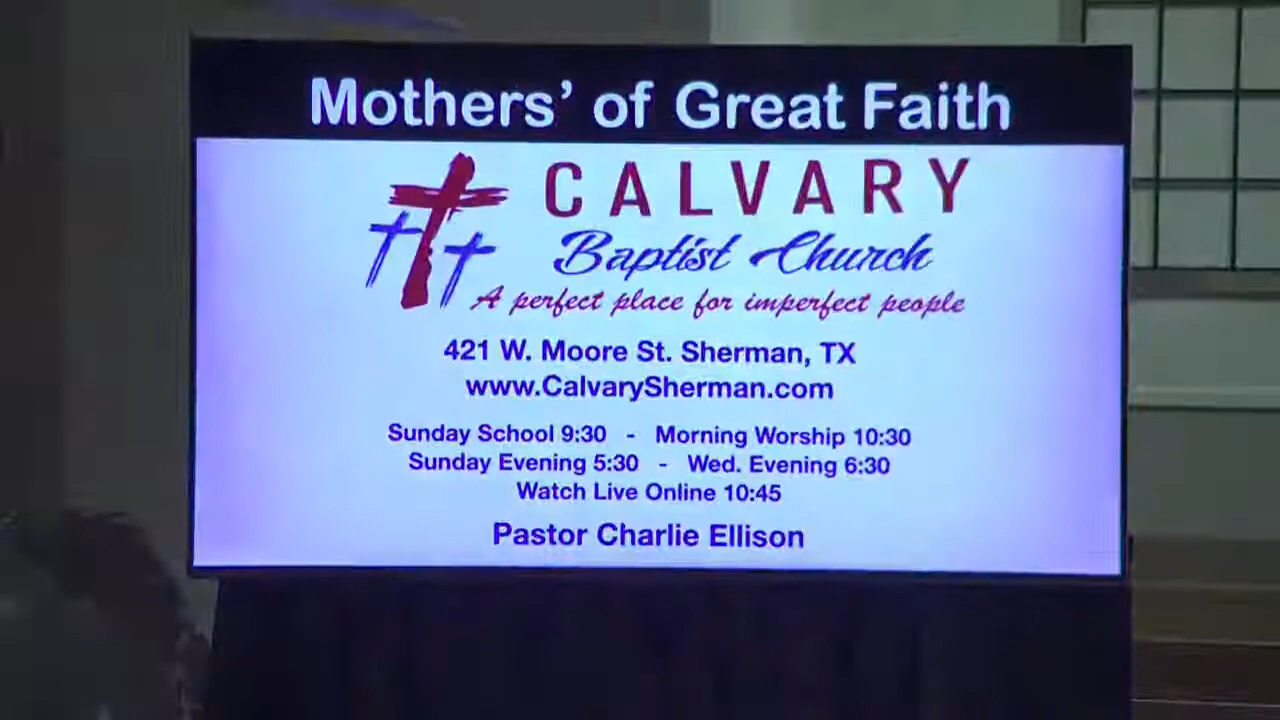 Mothers' of Great Faith
CALVARY
Baptist Church
A perfect place for imperfect people
421 W. Moore St. Sherman, TX
www.CalvarySherman.com
Sunday School 9:30 - Morning Worship 10:30
Sunday Evening 5:30 - Wed. Evening 6:30
Watch Live Online 10:45
Pastor Charlie Ellison